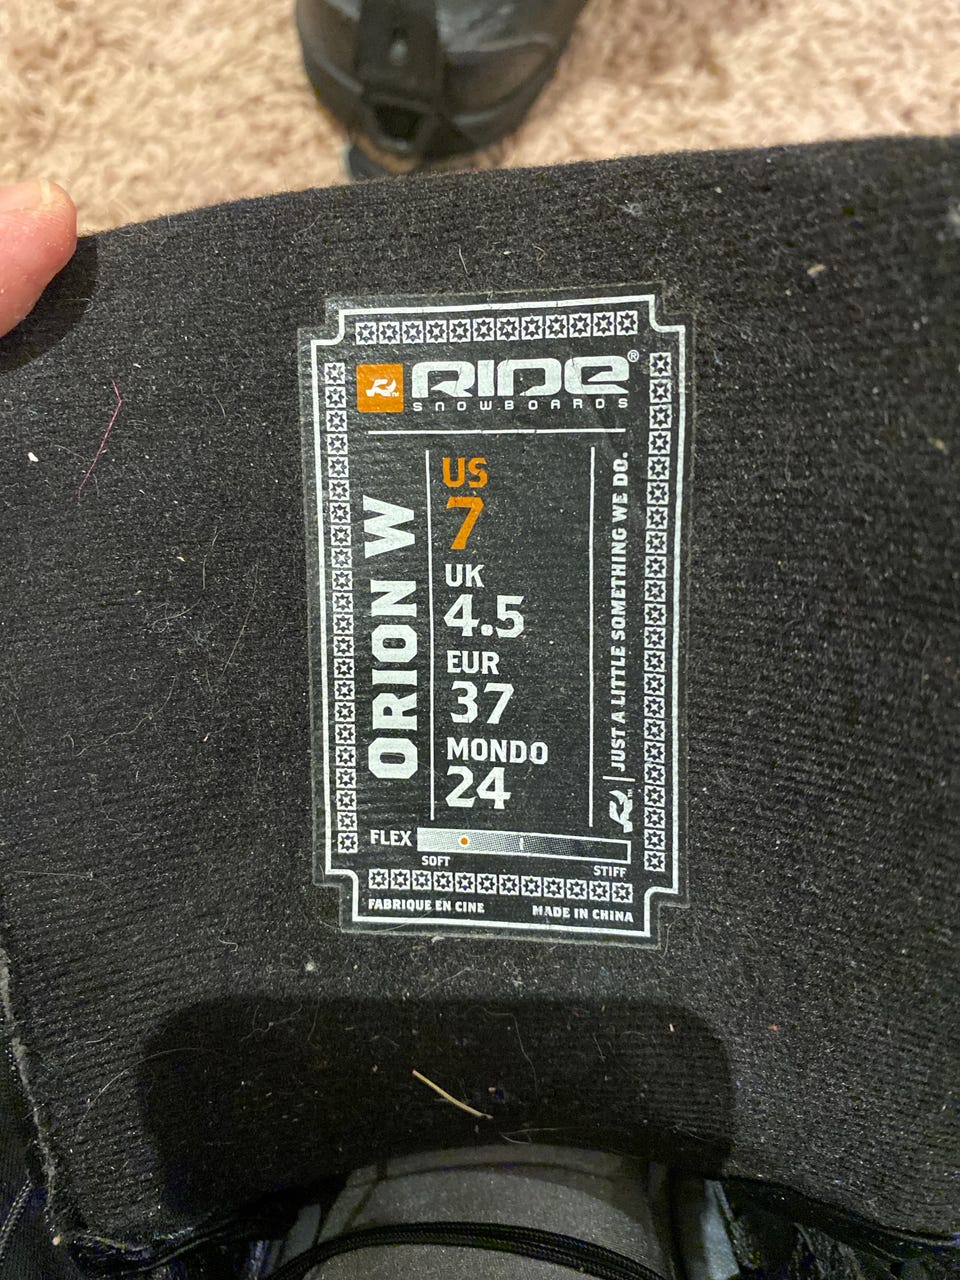 RIDE®
SNOWBOARDS
ORION W
US
7
UK
4.5
EUR
37
MONDO
24
JUST A LITTLE SOMETHING WE DO.
FLEX
SOFT
STIFF
FABRIQUE EN CINE
MADE IN CHINA